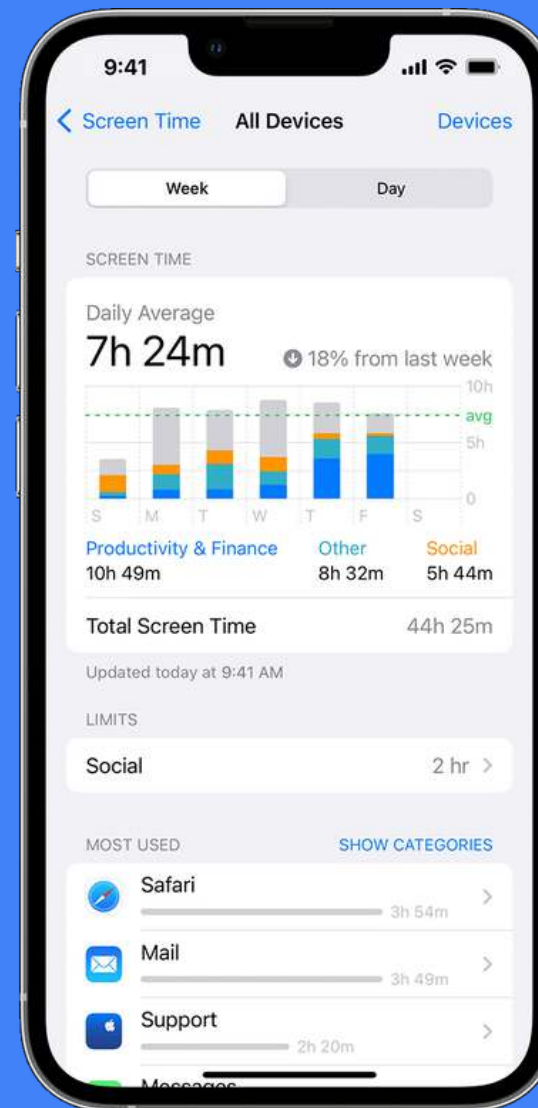 9:41
Screen Time All Devices Devices
Week Day
SCREEN TIME
Daily Average
7h 24m 18% from last week
10h
avg
5h
0
S M T W T F S
Productivity & Finance Other Social
10h 49m 8h 32m 5h 44m
Total Screen Time 44h 25m
Updated today at 9:41 AM
LIMITS
Social 2 hr
MOST USED SHOW CATEGORIES
Safari
3h 54m
Mail
3h 49m
Support
2h 20m
Messages